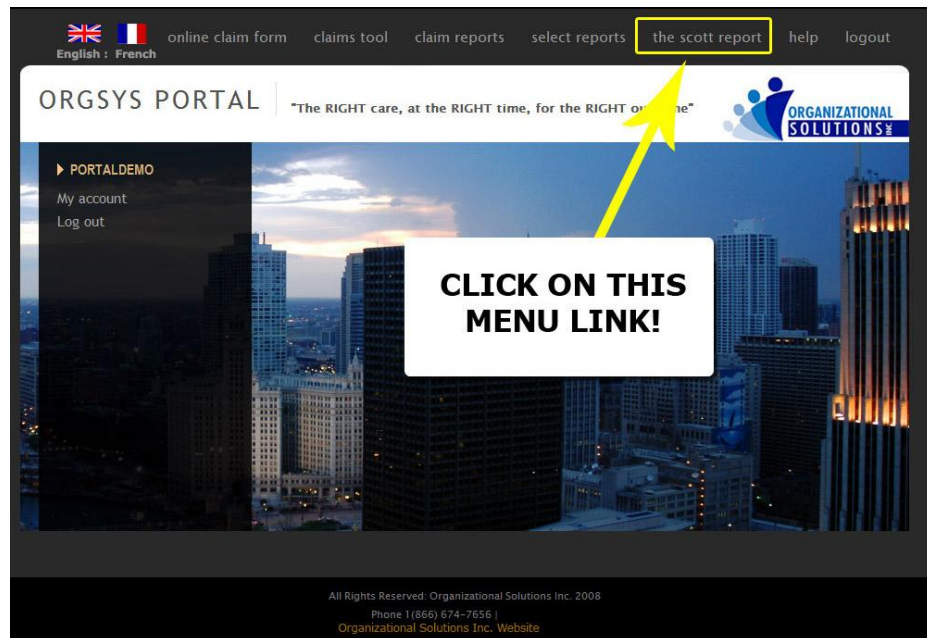 online claim form claims tool claim reports select reports the scott report help logout
English : French
ORGSYS PORTAL
"The RIGHT care, at the RIGHT time, for the RIGHT
ORGANIZATIONAL
SOLUTIONS INC
PORTALDEMO
My account
Log out
CLICK ON THIS
MENU LINK!
All Rights Reserved: Organizational Solutions Inc. 2008
Phone 1(866) 674-7656 |
Organizational Solutions Inc. Website